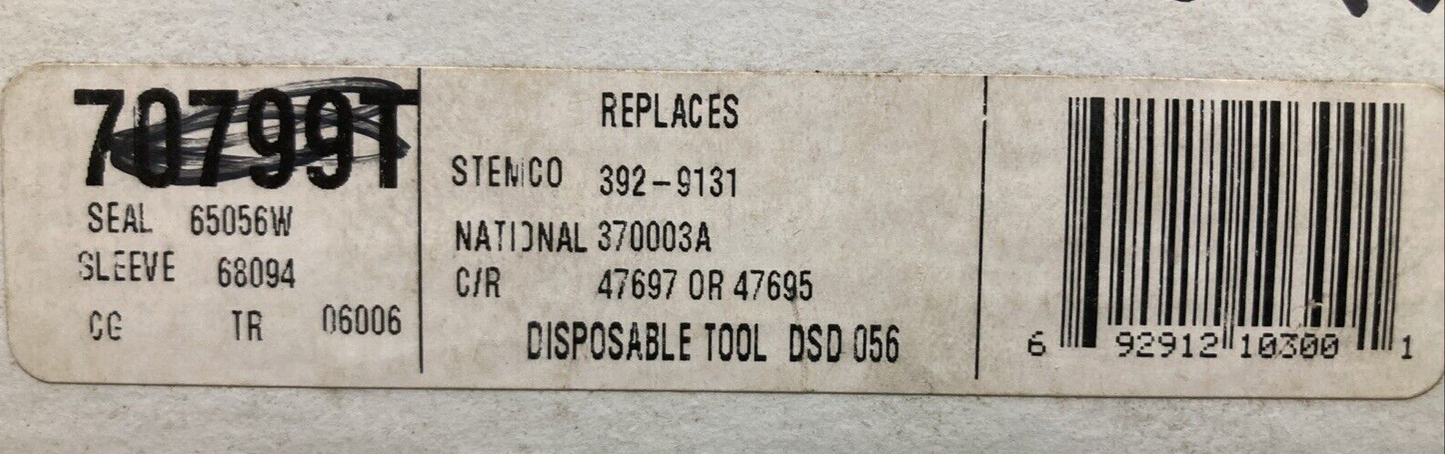 70799T
SEAL 65056W
SLEEVE 68094
CG TR 06006
REPLACES
STEMCO 392-9131
NATIONAL 370003A
C/R 47697 OR 47695
DISPOSABLE TOOL DSD 056
6 92912 10300 1